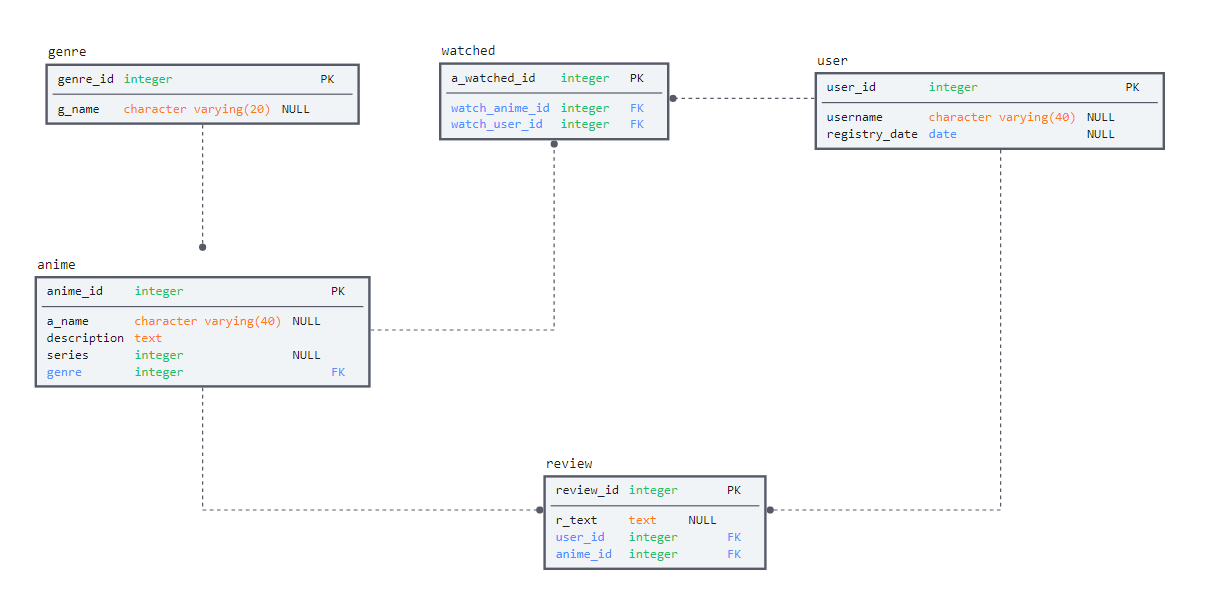 genre
genre_id integer PK
g_name character varying(20) NULL
watched
a_watched_id integer PK
watch_anime_id integer FK
watch_user_id integer FK
user
user_id integer PK
username character varying(40) NULL
registry_date date NULL
anime
anime_id integer PK
a_name character varying(40) NULL
description text
series integer NULL
genre integer FK
review
review_id integer PK
r_text text NULL
user_id integer FK
anime_id integer FK